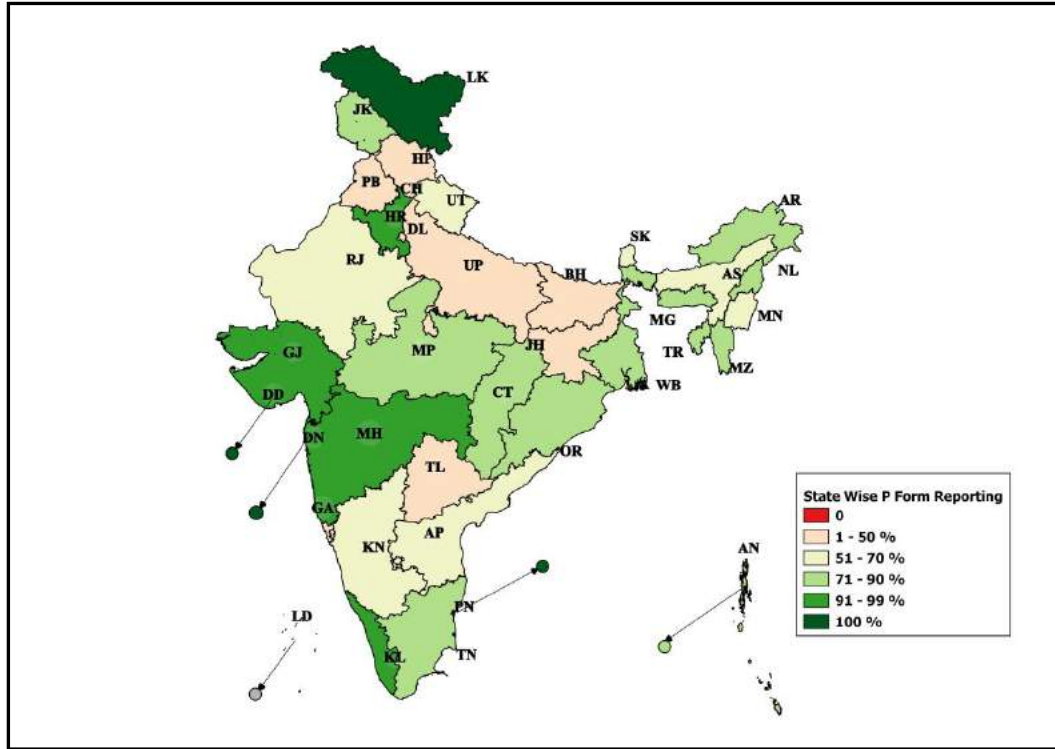 LK
JK
HP
PB
CH
UT
HR
DL
AR
SK
RJ
UP
BH
AS
NL
MG
MN
GJ
MP
JH
TR
MZ
DD
CT
WB
DN
MH
OR
TL
GA
State Wise P Form Reporting
0
1 - 50 %
51 - 70 %
71 - 90 %
91 - 99 %
100 %
KN
AP
AN
PN
LD
KL
TN